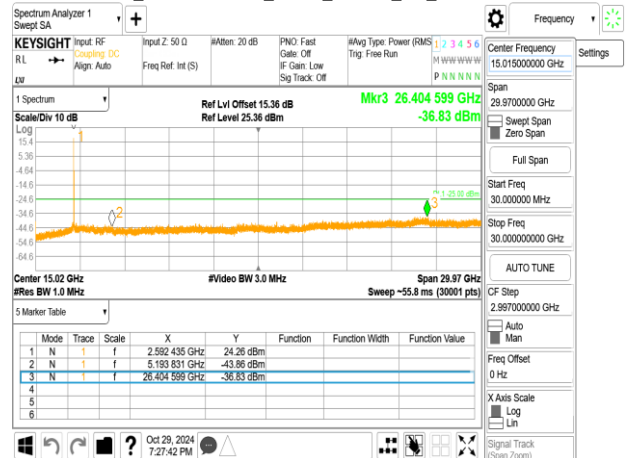 Spectrum Analyzer 1
Swept SA
+
Frequency
KEYSIGHT Input: RF Input Z: 50 Ω #Atten: 20 dB PNO: Fast #Avg Type: Power (RMS 1 2 3 4 5 6
RL Coupling: DC Gate: Off Trig: Free Run M W W W W W
Align: Auto Freq Ref: Int (S) IF Gain: Low
Sig Track: Off P N N N N N
Center Frequency
15.015000000 GHz
Settings
Span
29.9700000 GHz
Swept Span
Zero Span
Full Span
Start Freq
30.000000 MHz
Stop Freq
30.000000000 GHz
AUTO TUNE
CF Step
2.997000000 GHz
Auto
Man
Freq Offset
0 Hz
X Axis Scale
Log
Lin
Signal Track
(Span Zoom)
1 Spectrum
Ref Lvl Offset 15.36 dB
Mkr3 26.404 599 GHz
Scale/Div 10 dB
Ref Level 25.36 dBm
-36.83 dBm
Log
1
15.4
5.36
-4.64
-14.6
-24.6
-25.00 dBm
3
2
-34.6
-44.6
-54.6
-64.6
Center 15.02 GHz #Video BW 3.0 MHz Span 29.97 GHz
#Res BW 1.0 MHz Sweep ~55.8 ms (30001 pts)
5 Marker Table
Mode Trace Scale X Y Function Function Width Function Value
1 N 1 f 2.592 435 GHz 24.26 dBm
2 N 1 f 5.193 831 GHz -43.86 dBm
3 N 1 f 26.404 599 GHz -36.83 dBm
4
5
6
? Oct 29, 2024
7:27:42 PM